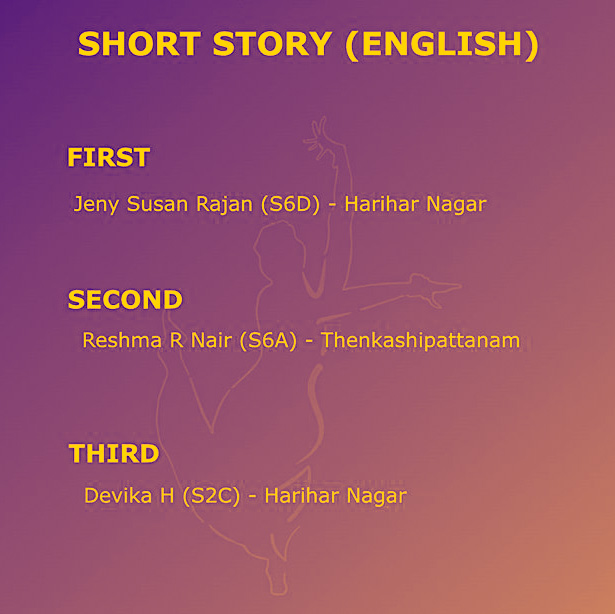 SHORT STORY (ENGLISH)
FIRST
Jeny Susan Rajan (S6D) - Harihar Nagar
SECOND
Reshma R Nair (S6A) - Thenkashipattanam
THIRD
Devika H (S2C) - Harihar Nagar